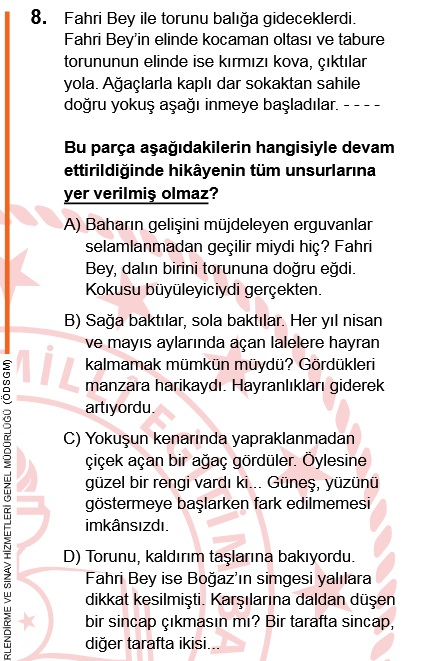 8. Fahri Bey ile torunu balığa gideceklerdi.
Fahri Bey’in elinde kocaman oltası ve tabure
torununun elinde ise kırmızı kova, çıktılar
yola. Ağaçlarla kaplı dar sokaktan sahile
doğru yokuş aşağı inmeye başladılar. - - - -
Bu parça aşağıdakilerin hangisiyle devam
ettirildiğinde hikâyenin tüm unsurlarına
yer verilmiş olmaz?
A) Baharın gelişini müjdeleyen erguvanlar
selamlanmadan geçilir miydi hiç? Fahri
Bey, dalın birini torununa doğru eğdi.
Kokusu büyüleyiciydi gerçekten.
B) Sağa baktılar, sola baktılar. Her yıl nisan
ve mayıs aylarında açan lalelere hayran
kalmamak mümkün müydü? Gördükleri
manzara harikaydı. Hayranlıkları giderek
artıyordu.
C) Yokuşun kenarında yapraklanmadan
çiçek açan bir ağaç gördüler. Öylesine
güzel bir rengi vardı ki... Güneş, yüzünü
göstermeye başlarken fark edilmemesi
imkânsızdı.
D) Torunu, kaldırım taşlarına bakıyordu.
Fahri Bey ise Boğaz’ın simgesi yalılara
dikkat kesilmişti. Karşılarına daldan düşen
bir sincap çıkmasın mı? Bir tarafta sincap,
diğer tarafta ikisi...
RLENDİRME VE SINAV HİZMETLERİ GENEL MÜDÜRLÜĞÜ (ÖDSGM)
MİLLÎ EĞİTİM BA